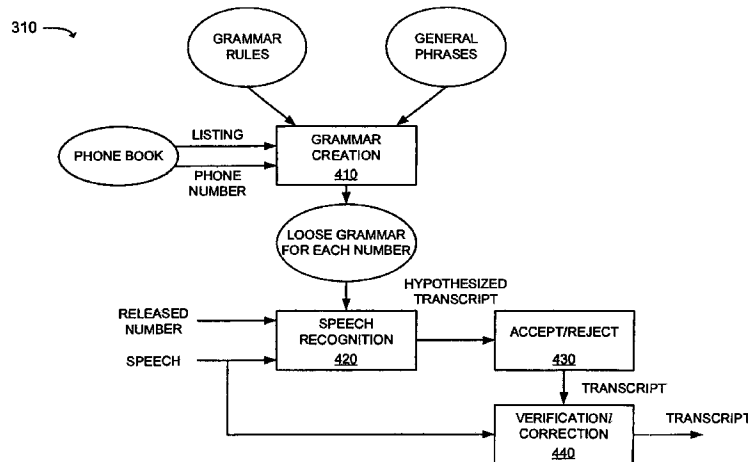 310
GRAMMAR
RULES
GENERAL
PHRASES
LISTING
PHONE BOOK
PHONE
NUMBER
GRAMMAR
CREATION
410
LOOSE GRAMMAR
FOR EACH NUMBER
HYPOTHESIZED
TRANSCRIPT
RELEASED
NUMBER
SPEECH
SPEECH
RECOGNITION
420
ACCEPT/REJECT
430
TRANSCRIPT
VERIFICATION/
CORRECTION
440
TRANSCRIPT